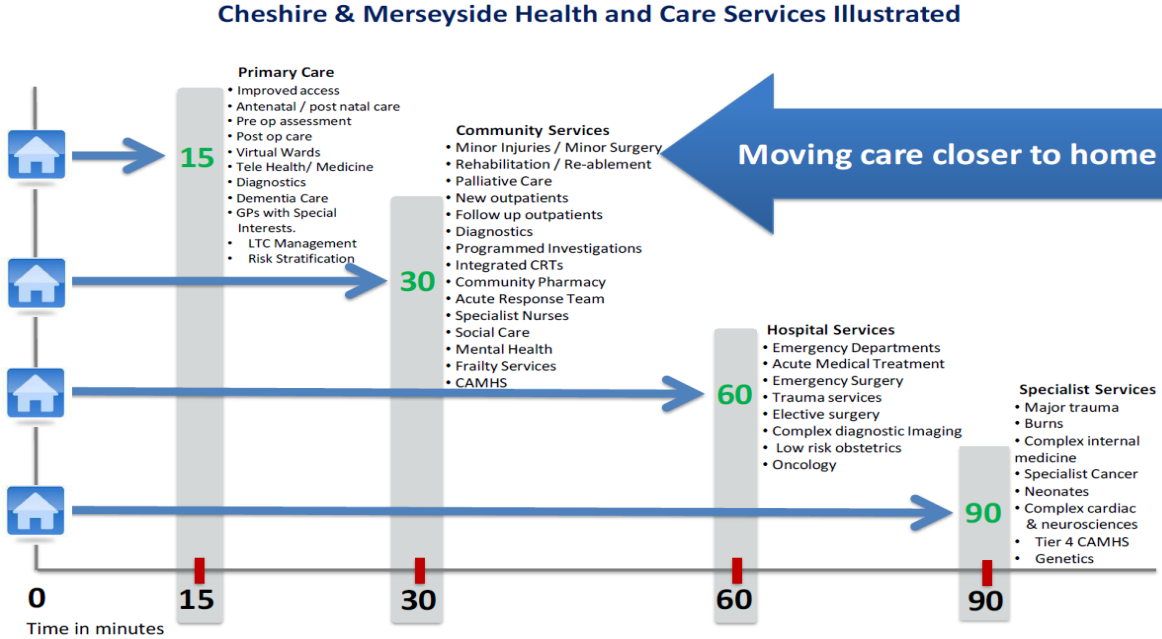 Cheshire & Merseyside Health and Care Services Illustrated
Primary Care
• Improved access
• Antenatal / post natal care
• Pre op assessment
• Post op care
• Virtual Wards
• Tele Health/ Medicine
• Diagnostics
• Dementia Care
• GPs with Special
Interests.
• LTC Management
• Risk Stratification
15
Community Services
• Minor Injuries / Minor Surgery
• Rehabilitation / Re-ablement
• Palliative Care
• New outpatients
• Follow up outpatients
• Diagnostics
• Programmed Investigations
• Integrated CRTs
• Community Pharmacy
• Acute Response Team
• Specialist Nurses
• Social Care
• Mental Health
• Frailty Services
• CAMHS
30
Moving care closer to home
Hospital Services
• Emergency Departments
• Acute Medical Treatment
• Emergency Surgery
• Trauma services
• Elective surgery
• Complex diagnostic Imaging
• Low risk obstetrics
• Oncology
60
Specialist Services
• Major trauma
• Burns
• Complex internal
medicine
• Specialist Cancer
• Neonates
• Complex cardiac
& neurosciences
• Tier 4 CAMHS
• Genetics
90
0 15 30 60 90
Time in minutes